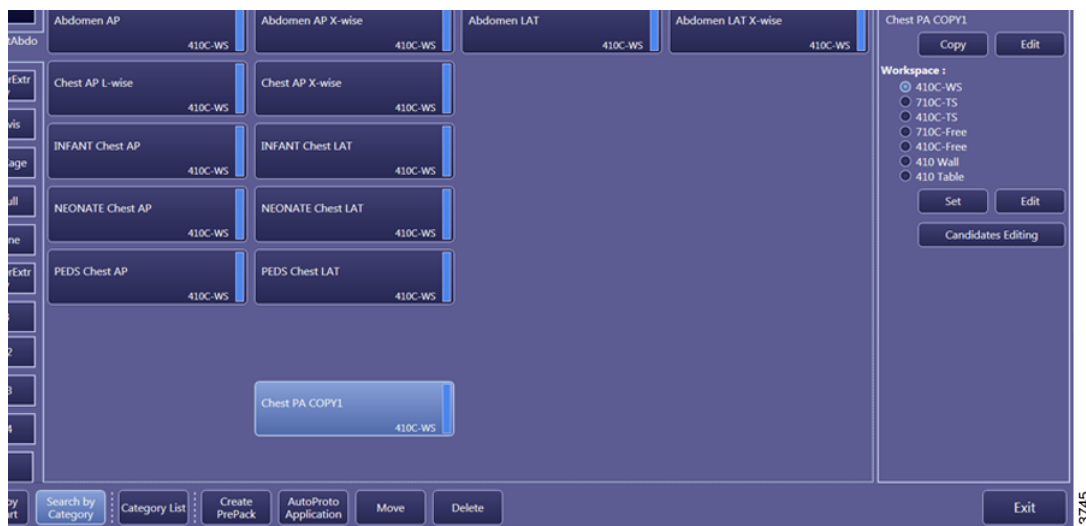 Abdomen AP
410C-WS
Abdomen AP X-wise
410C-WS
Abdomen LAT
410C-WS
Abdomen LAT X-wise
410C-WS
Chest AP L-wise
410C-WS
Chest AP X-wise
410C-WS
INFANT Chest AP
410C-WS
INFANT Chest LAT
410C-WS
NEONATE Chest AP
410C-WS
NEONATE Chest LAT
410C-WS
PEDS Chest AP
410C-WS
PEDS Chest LAT
410C-WS
Chest PA COPY1
410C-WS
Chest PA COPY1
Copy
Edit
Workspace :
410C-WS
710C-TS
410C-TS
710C-Free
410C-Free
410 Wall
410 Table
Set
Edit
Candidates Editing
Search by
Category
Category List
Create
PrePack
AutoProto
Application
Move
Delete
Exit